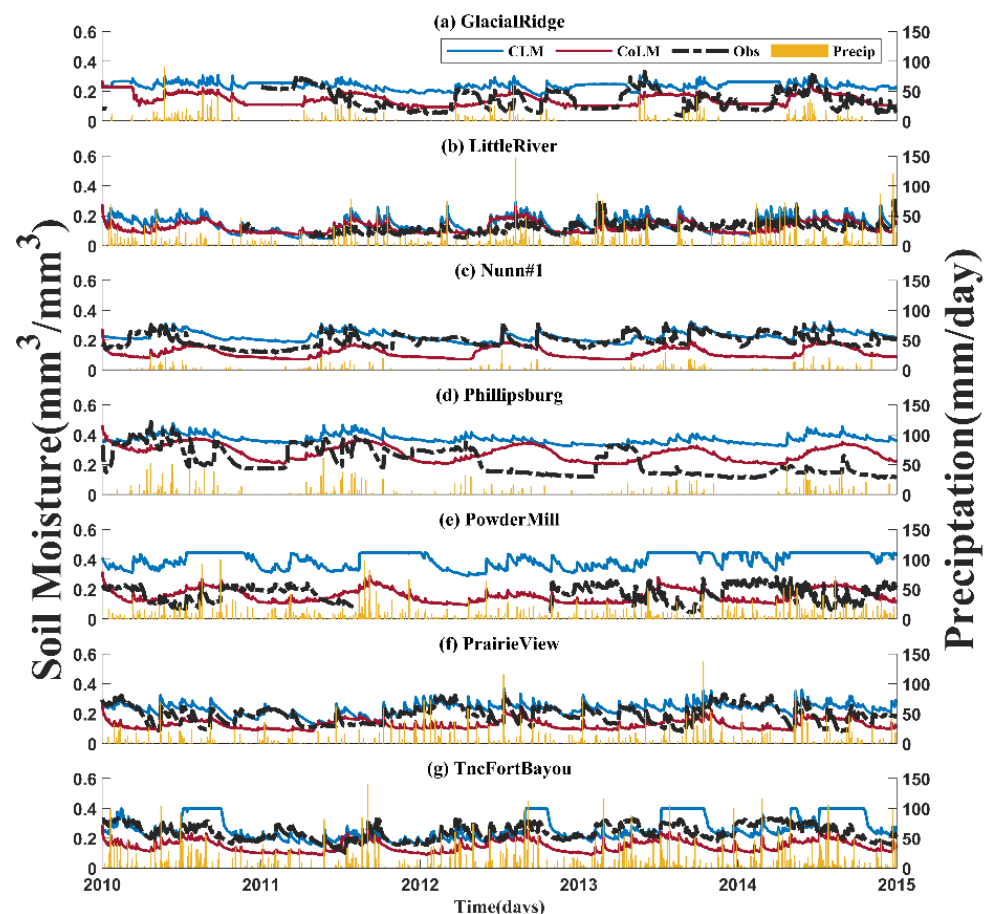 (a) GlacialRidge
CLM CoLM Obs Precip
0.6 150
0.4 100
0.2 50
0 0
(b) LittleRiver
0.6 150
0.4 100
0.2 50
0 0
(c) Nunn#1
0.6 150
0.4 100
0.2 50
0 0
(d) Phillipsburg
0.6 150
0.4 100
0.2 50
0 0
(e) PowderMill
0.6 150
0.4 100
0.2 50
0 0
(f) PrairieView
0.6 150
0.4 100
0.2 50
0 0
(g) TncFortBayou
0.6 150
0.4 100
0.2 50
0 0
2010 2011 2012 2013 2014 2015
Time(days)
Soil Moisture(mm³/mm³)
Preciptation(mm/day)